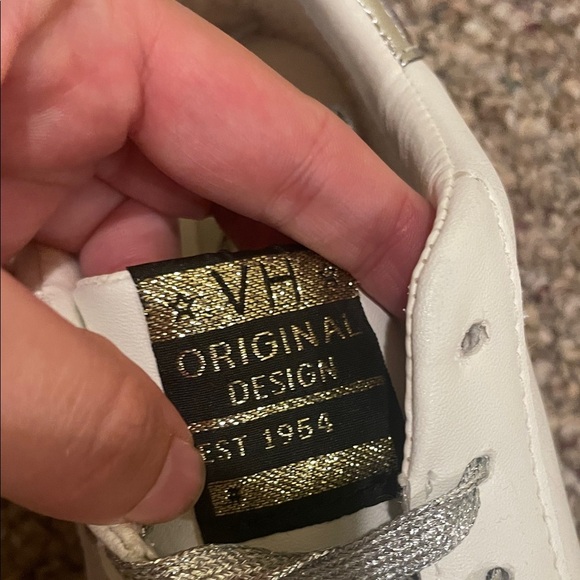 VH
ORIGINAL
DESIGN
EST 1954